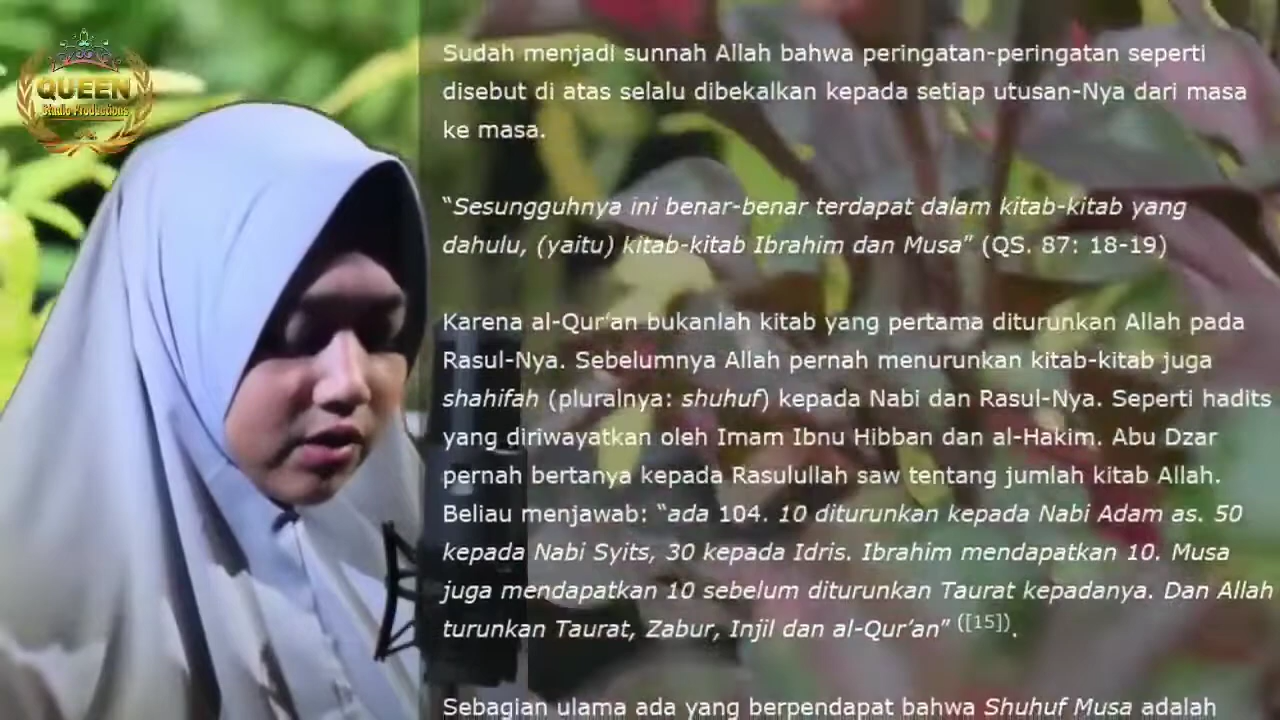 QUEEN
Studio Productions
Sudah menjadi sunnah Allah bahwa peringatan-peringatan seperti
disebut di atas selalu dibekalkan kepada setiap utusan-Nya dari masa
ke masa.
“Sesungguhnya ini benar-benar terdapat dalam kitab-kitab yang
dahulu, (yaitu) kitab-kitab Ibrahim dan Musa” (QS. 87: 18-19)
Karena al-Qur’an bukanlah kitab yang pertama diturunkan Allah pada
Rasul-Nya. Sebelumnya Allah pernah menurunkan kitab-kitab juga
shahifah (pluralnya: shuhuf) kepada Nabi dan Rasul-Nya. Seperti hadits
yang diriwayatkan oleh Imam Ibnu Hibban dan al-Hakim. Abu Dzar
pernah bertanya kepada Rasulullah saw tentang jumlah kitab Allah.
Beliau menjawab: “ada 104. 10 diturunkan kepada Nabi Adam as. 50
kepada Nabi Syits, 30 kepada Idris. Ibrahim mendapatkan 10. Musa
juga mendapatkan 10 sebelum diturunkan Taurat kepadanya. Dan Allah
turunkan Taurat, Zabur, Injil dan al-Qur’an” ([15]).
Sebagian ulama ada yang berpendapat bahwa Shuhuf Musa adalah